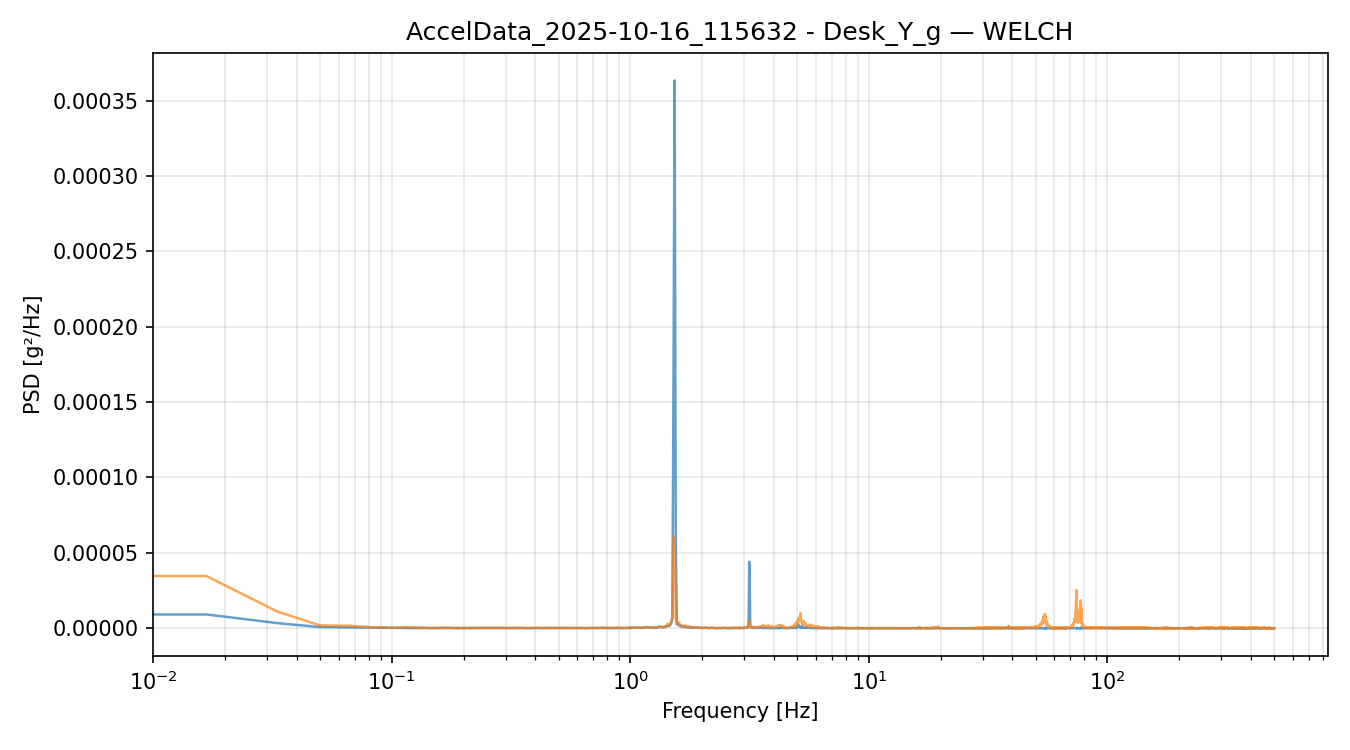 AccelData_2025-10-16_115632 - Desk_Y_g — WELCH
0.00035
0.00030
0.00025
0.00020
0.00015
0.00010
0.00005
0.00000
PSD [g²/Hz]
10⁻² 10⁻¹ 10⁰ 10¹ 10²
Frequency [Hz]